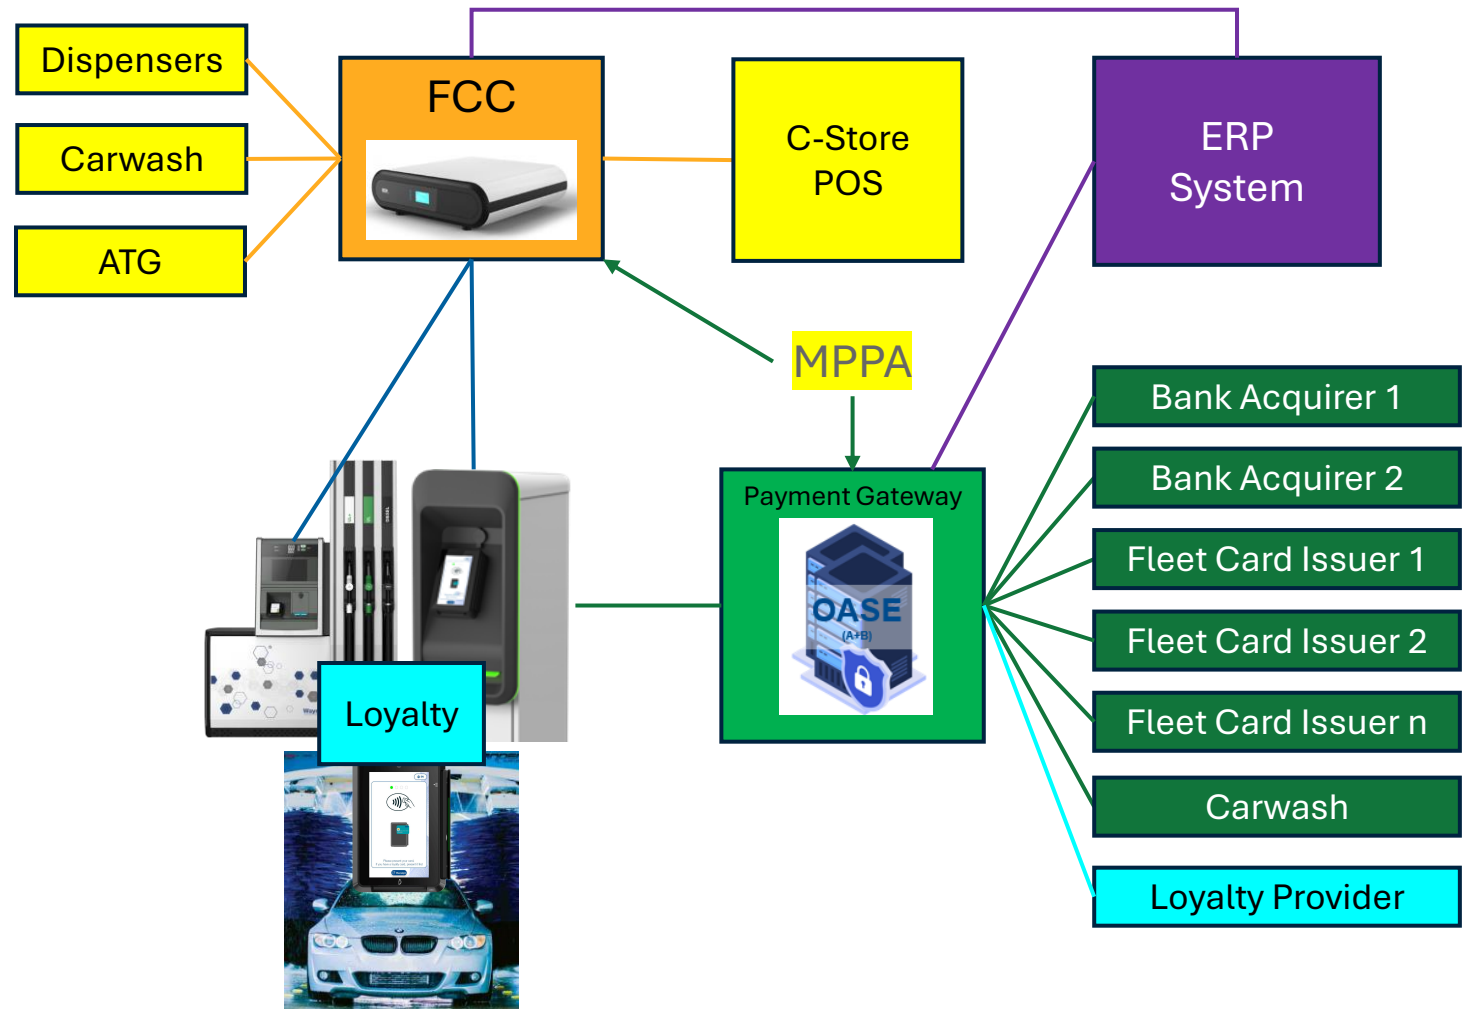 Dispensers
Carwash
ATG
FCC
C-Store
POS
ERP
System
MPPA
Payment Gateway
OASE
(A+B)
Bank Acquirer 1
Bank Acquirer 2
Fleet Card Issuer 1
Fleet Card Issuer 2
Fleet Card Issuer n
Carwash
Loyalty Provider
Loyalty